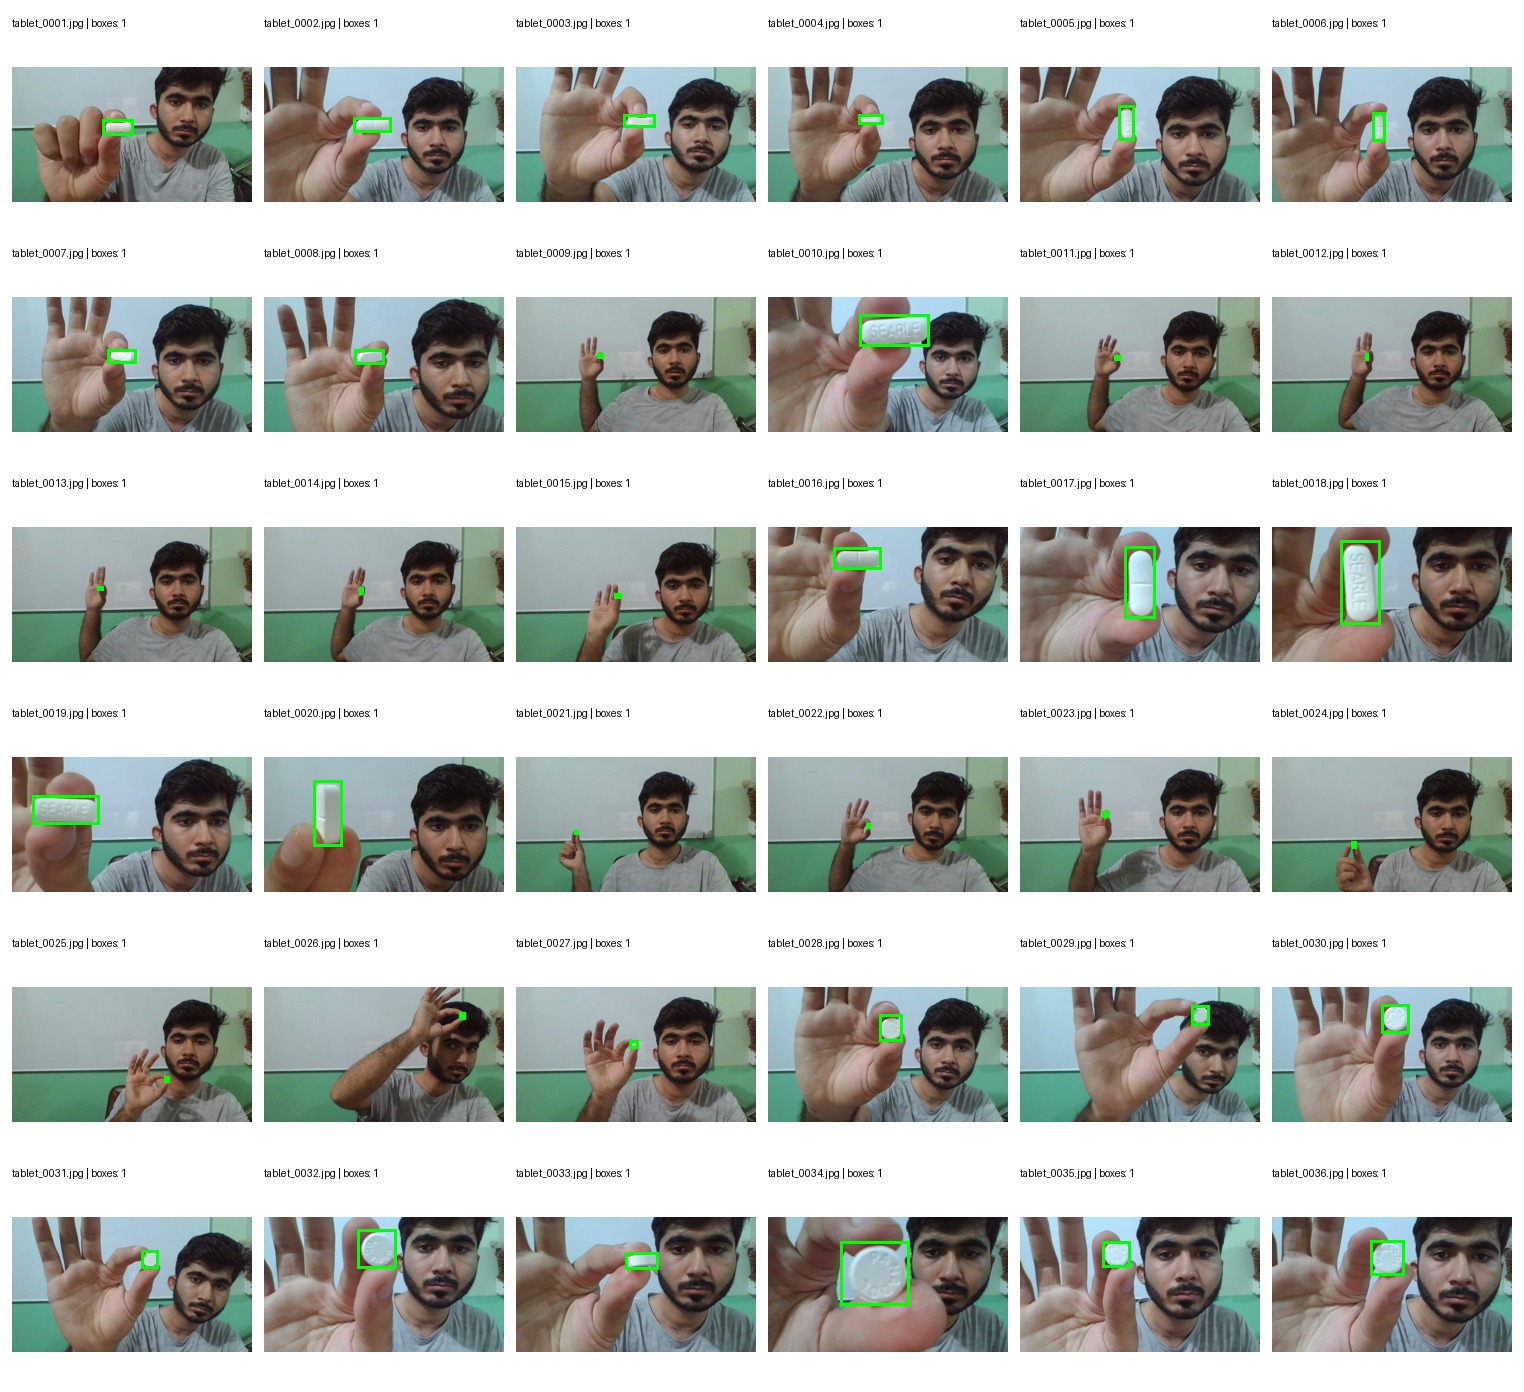 tablet_0001.jpg | boxes: 1
tablet_0002.jpg | boxes: 1
tablet_0003.jpg | boxes: 1
tablet_0004.jpg | boxes: 1
tablet_0005.jpg | boxes: 1
tablet_0006.jpg | boxes: 1
tablet_0007.jpg | boxes: 1
tablet_0008.jpg | boxes: 1
tablet_0009.jpg | boxes: 1
tablet_0010.jpg | boxes: 1
tablet_0011.jpg | boxes: 1
tablet_0012.jpg | boxes: 1
SEARLE
tablet_0013.jpg | boxes: 1
tablet_0014.jpg | boxes: 1
tablet_0015.jpg | boxes: 1
tablet_0016.jpg | boxes: 1
tablet_0017.jpg | boxes: 1
tablet_0018.jpg | boxes: 1
SEARLE
tablet_0019.jpg | boxes: 1
tablet_0020.jpg | boxes: 1
tablet_0021.jpg | boxes: 1
tablet_0022.jpg | boxes: 1
tablet_0023.jpg | boxes: 1
tablet_0024.jpg | boxes: 1
SEARLE
tablet_0025.jpg | boxes: 1
tablet_0026.jpg | boxes: 1
tablet_0027.jpg | boxes: 1
tablet_0028.jpg | boxes: 1
tablet_0029.jpg | boxes: 1
tablet_0030.jpg | boxes: 1
tablet_0031.jpg | boxes: 1
tablet_0032.jpg | boxes: 1
tablet_0033.jpg | boxes: 1
tablet_0034.jpg | boxes: 1
tablet_0035.jpg | boxes: 1
tablet_0036.jpg | boxes: 1